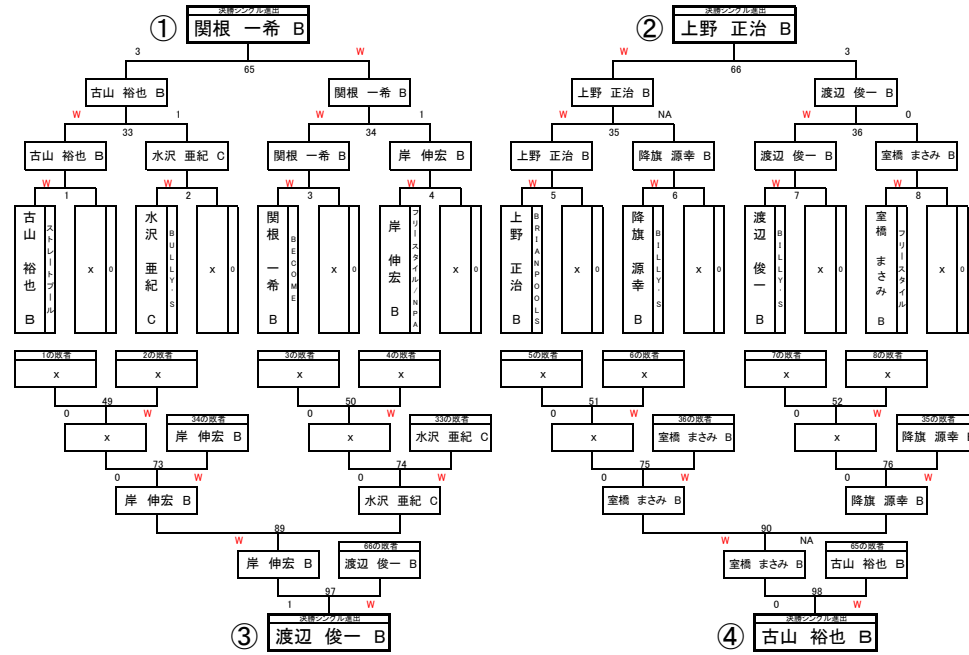 決勝シングル進出 決勝シングル進出
① 関根 一希 B ② 上野 正治 B
3 W W 3
65 66
古山 裕也 B 関根 一希 B 上野 正治 B 渡辺 俊一 B
W 1 W 1 W NA W 0
33 34 35 36
古山 裕也 B 水沢 亜紀 C 関根 一希 B 岸 伸宏 B 上野 正治 B 降旗 源幸 B 渡辺 俊一 B 室橋 まさみ B
W W W W W W W W
1 2 3 4 5 6 7 8
古山 裕也 B ストレートプール x 0 水沢 亜紀 C BULLY'S x 0 関根 一希 B BECOME x 0 岸 伸宏 B フリースタイル/NPA x 0 上野 正治 B BRIANPOOLS x 0 降旗 源幸 B BILLY'S x 0 渡辺 俊一 B BILLY'S x 0 室橋 まさみ B フリースタイル x 0
1の敗者 2の敗者 3の敗者 4の敗者 5の敗者 6の敗者 7の敗者 8の敗者
x x x x x x x x
49 50 51 52
0 W 0 W 0 W 0 W
34の敗者 33の敗者 36の敗者 35の敗者
x 岸 伸宏 B x 水沢 亜紀 C x 室橋 まさみ B x 降旗 源幸 B
73 74 75 76
0 W 0 W 0 W 0 W
岸 伸宏 B 水沢 亜紀 C 室橋 まさみ B 降旗 源幸 B
89 90
W W NA
66の敗者 65の敗者
岸 伸宏 B 渡辺 俊一 B 室橋 まさみ B 古山 裕也 B
97 98
1 W 0 W
決勝シングル進出 決勝シングル進出
③ 渡辺 俊一 B ④ 古山 裕也 B